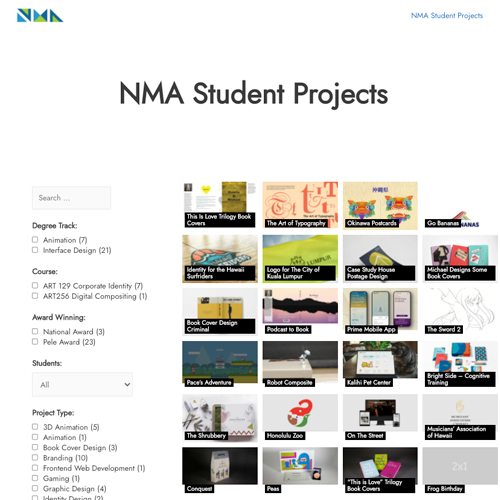 NMA
NMA Student Projects
NMA Student Projects
Search ...
Degree Track:
Animation (7)
Interface Design (21)
Course:
ART 129 Corporate Identity (7)
ART256 Digital Compositing (1)
Award Winning:
National Award (3)
Pele Award (23)
Students:
All
Project Type:
3D Animation (5)
Animation (1)
Book Cover Design (3)
Branding (10)
Frontend Web Development (1)
Gaming (1)
Graphic Design (4)
Identity Design (2)
This Is Love Trilogy Book
Covers
The Art of Typography
Okinawa Postcards
Go Bananas
Identity for the Hawaii
Surfriders
Logo for The City of
Kuala Lumpur
Case Study House
Postage Design
Michael Designs Some
Book Covers
Book Cover Design
Criminal
Podcast to Book
Prime Mobile App
The Sword 2
Pace's Adventure
Robot Composite
Kalihi Pet Center
Bright Side – Cognitive
Training
The Shrubbery
Honolulu Zoo
On The Street
Musicians' Association
of Hawaii
Conquest
Peas
"This is Love" Trilogy
Book Covers
2x1
Frog Birthday